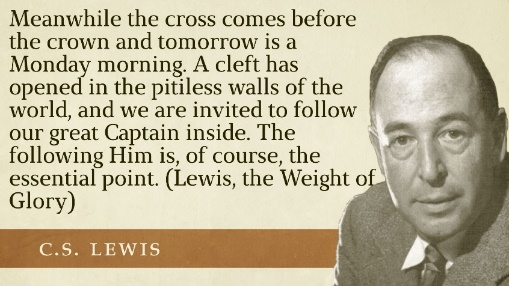 Meanwhile the cross comes before
the crown and tomorrow is a
Monday morning. A cleft has
opened in the pitiless walls of the
world, and we are invited to follow
our great Captain inside. The
following Him is, of course, the
essential point. (Lewis, the Weight of
Glory)
C.S. LEWIS